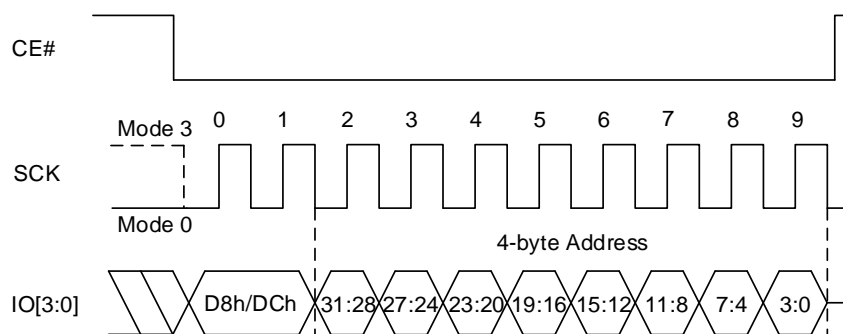 CE#
Mode 3
0 1 2 3 4 5 6 7 8 9
SCK
Mode 0
4-byte Address
IO[3:0]
D8h/DCh 31:28 27:24 23:20 19:16 15:12 11:8 7:4 3:0